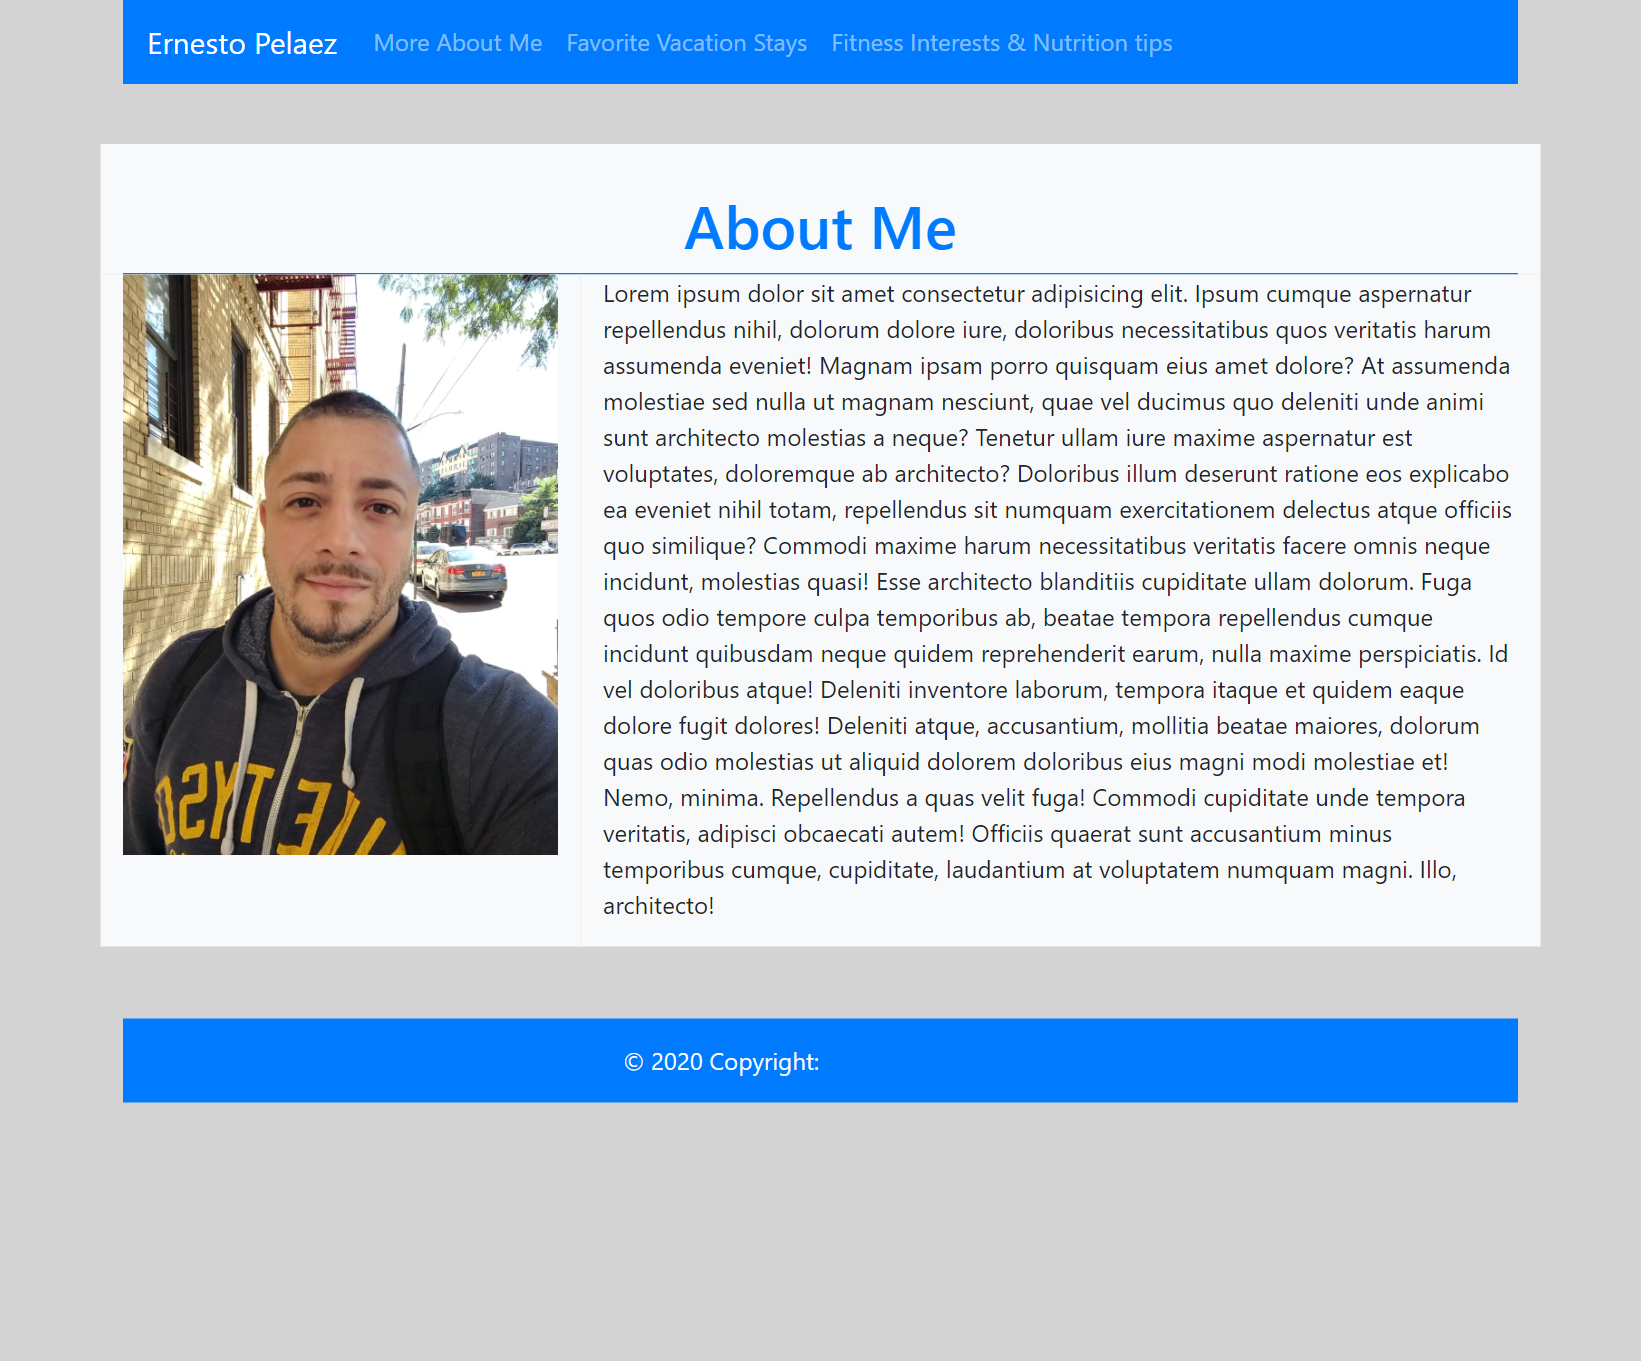 Ernesto Pelaez More About Me Favorite Vacation Stays Fitness Interests & Nutrition tips
About Me
Lorem ipsum dolor sit amet consectetur adipisicing elit. Ipsum cumque aspernatur
repellendus nihil, dolorum dolore iure, doloribus necessitatibus quos veritatis harum
assumenda eveniet! Magnam ipsam porro quisquam eius amet dolore? At assumenda
molestiae sed nulla ut magnam nesciunt, quae vel ducimus quo deleniti unde animi
sunt architecto molestias a neque? Tenetur ullam iure maxime aspernatur est
voluptates, doloremque ab architecto? Doloribus illum deserunt ratione eos explicabo
ea eveniet nihil totam, repellendus sit numquam exercitationem delectus atque officiis
quo similique? Commodi maxime harum necessitatibus veritatis facere omnis neque
incidunt, molestias quasi! Esse architecto blanditiis cupiditate ullam dolorum. Fuga
quos odio tempore culpa temporibus ab, beatae tempora repellendus cumque
incidunt quibusdam neque quidem reprehenderit earum, nulla maxime perspiciatis. Id
vel doloribus atque! Deleniti inventore laborum, tempora itaque et quidem eaque
dolore fugit dolores! Deleniti atque, accusantium, mollitia beatae maiores, dolorum
quas odio molestias ut aliquid dolorem doloribus eius magni modi molestiae et!
Nemo, minima. Repellendus a quas velit fuga! Commodi cupiditate unde tempora
veritatis, adipisci obcaecati autem! Officiis quaerat sunt accusantium minus
temporibus cumque, cupiditate, laudantium at voluptatem numquam magni. Illo,
architecto!
© 2020 Copyright: